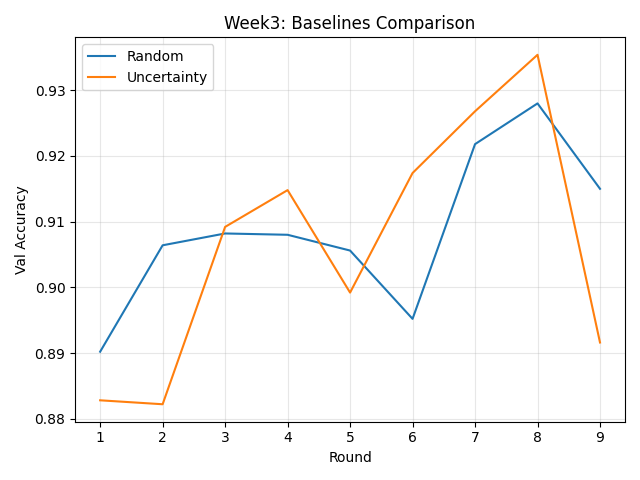 Week3: Baselines Comparison
Random
Uncertainty
Val Accuracy
0.93
0.92
0.91
0.90
0.89
0.88
1 2 3 4 5 6 7 8 9
Round